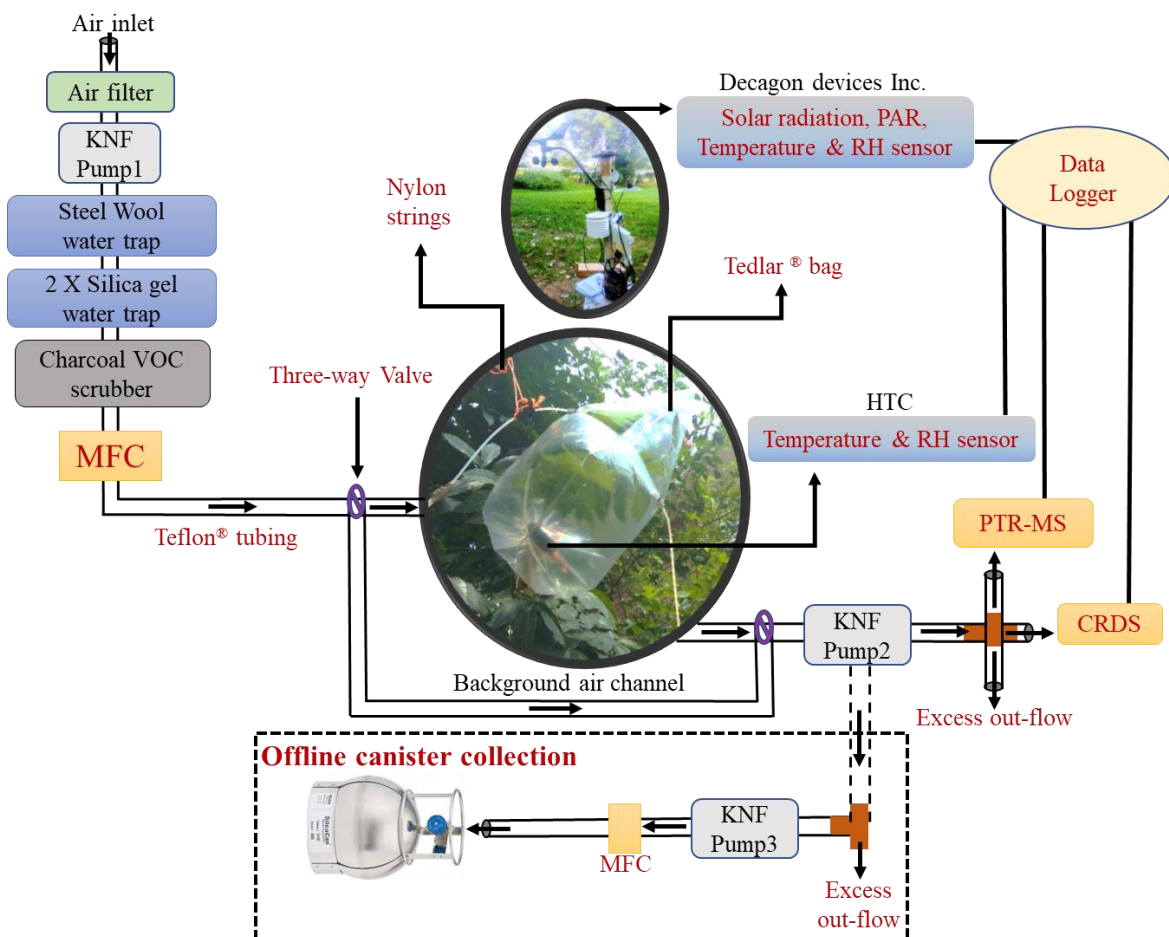 Air inlet
Air filter
KNF
Pump1
Steel Wool
water trap
2 X Silica gel
water trap
Charcoal VOC
scrubber
MFC
Teflon® tubing
Three-way Valve
Nylon
strings
Decagon devices Inc.
Solar radiation, PAR,
Temperature & RH sensor
Data
Logger
Tedlar ® bag
HTC
Temperature & RH sensor
PTR-MS
CRDS
KNF
Pump2
Excess out-flow
Background air channel
Offline canister collection
SilcoCan
MFC
KNF
Pump3
Excess
out-flow